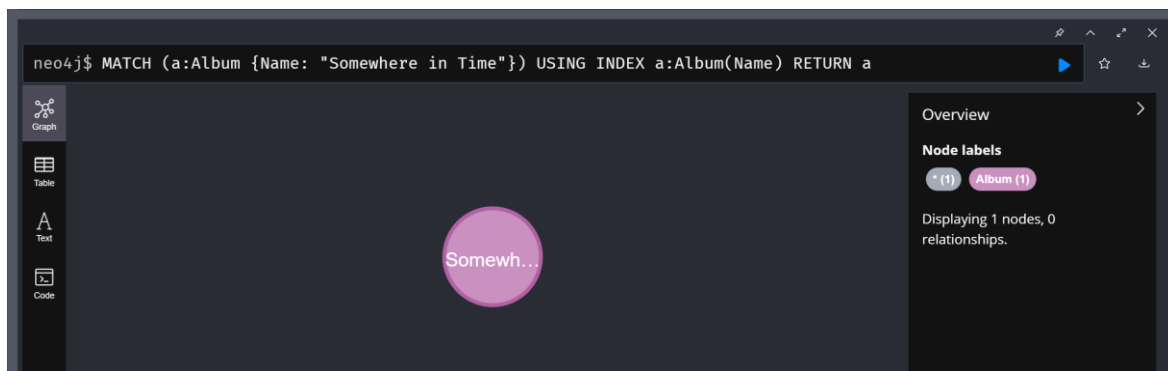 neo4j$ MATCH (a:Album {Name: "Somewhere in Time"}) USING INDEX a:Album(Name) RETURN a
Graph
Table
A
Text
Code
Somewh...
Overview
Node labels
* (1) Album (1)
Displaying 1 nodes, 0
relationships.